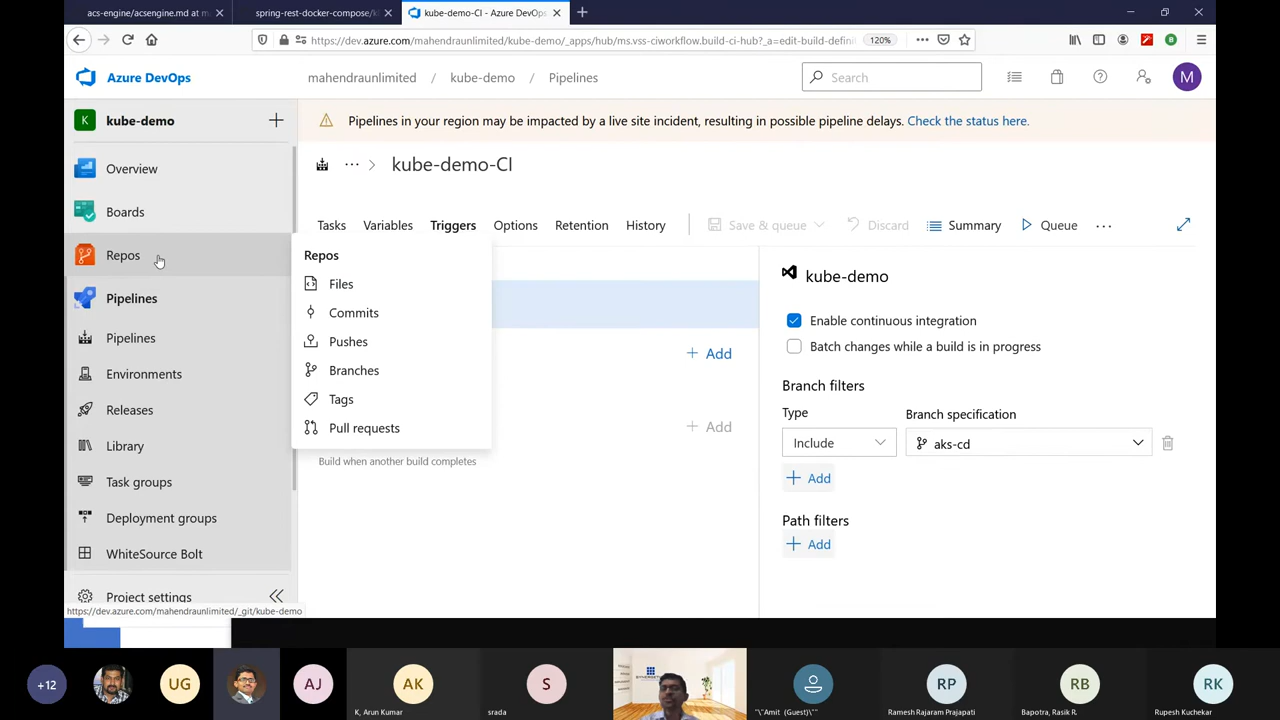 acs-engine/acsengine.md at m
spring-rest-docker-compose/k
kube-demo-CI - Azure DevOps
https://dev.azure.com/mahendraunlimited/kube-demo/_apps/hub/ms.vss-ciworkflow.build-ci-hub?_a=edit-build-defini
120%
Azure DevOps
mahendraunlimited / kube-demo / Pipelines
Search
M
K kube-demo
Pipelines in your region may be impacted by a live site incident, resulting in possible pipeline delays. Check the status here.
Overview
Boards
Repos
Pipelines
Pipelines
Environments
Releases
Library
Task groups
Deployment groups
WhiteSource Bolt
Project settings
https://dev.azure.com/mahendraunlimited/_git/kube-demo
... > kube-demo-CI
Tasks Variables Triggers Options Retention History Save & queue Discard Summary Queue ...
Repos
Files
Commits
Pushes
Branches
Tags
Pull requests
+ Add
+ Add
Build when another build completes
kube-demo
Enable continuous integration
Batch changes while a build is in progress
Branch filters
Type Branch specification
Include aks-cd
+ Add
Path filters
+ Add
+12
UG
AJ
AK
K, Arun Kumar
S
srada
"\"Amit (Guest)\""
RP
Ramesh Rajaram Prajapati
RB
Bapotra, Rasik R.
RK
Rupesh Kuchekar